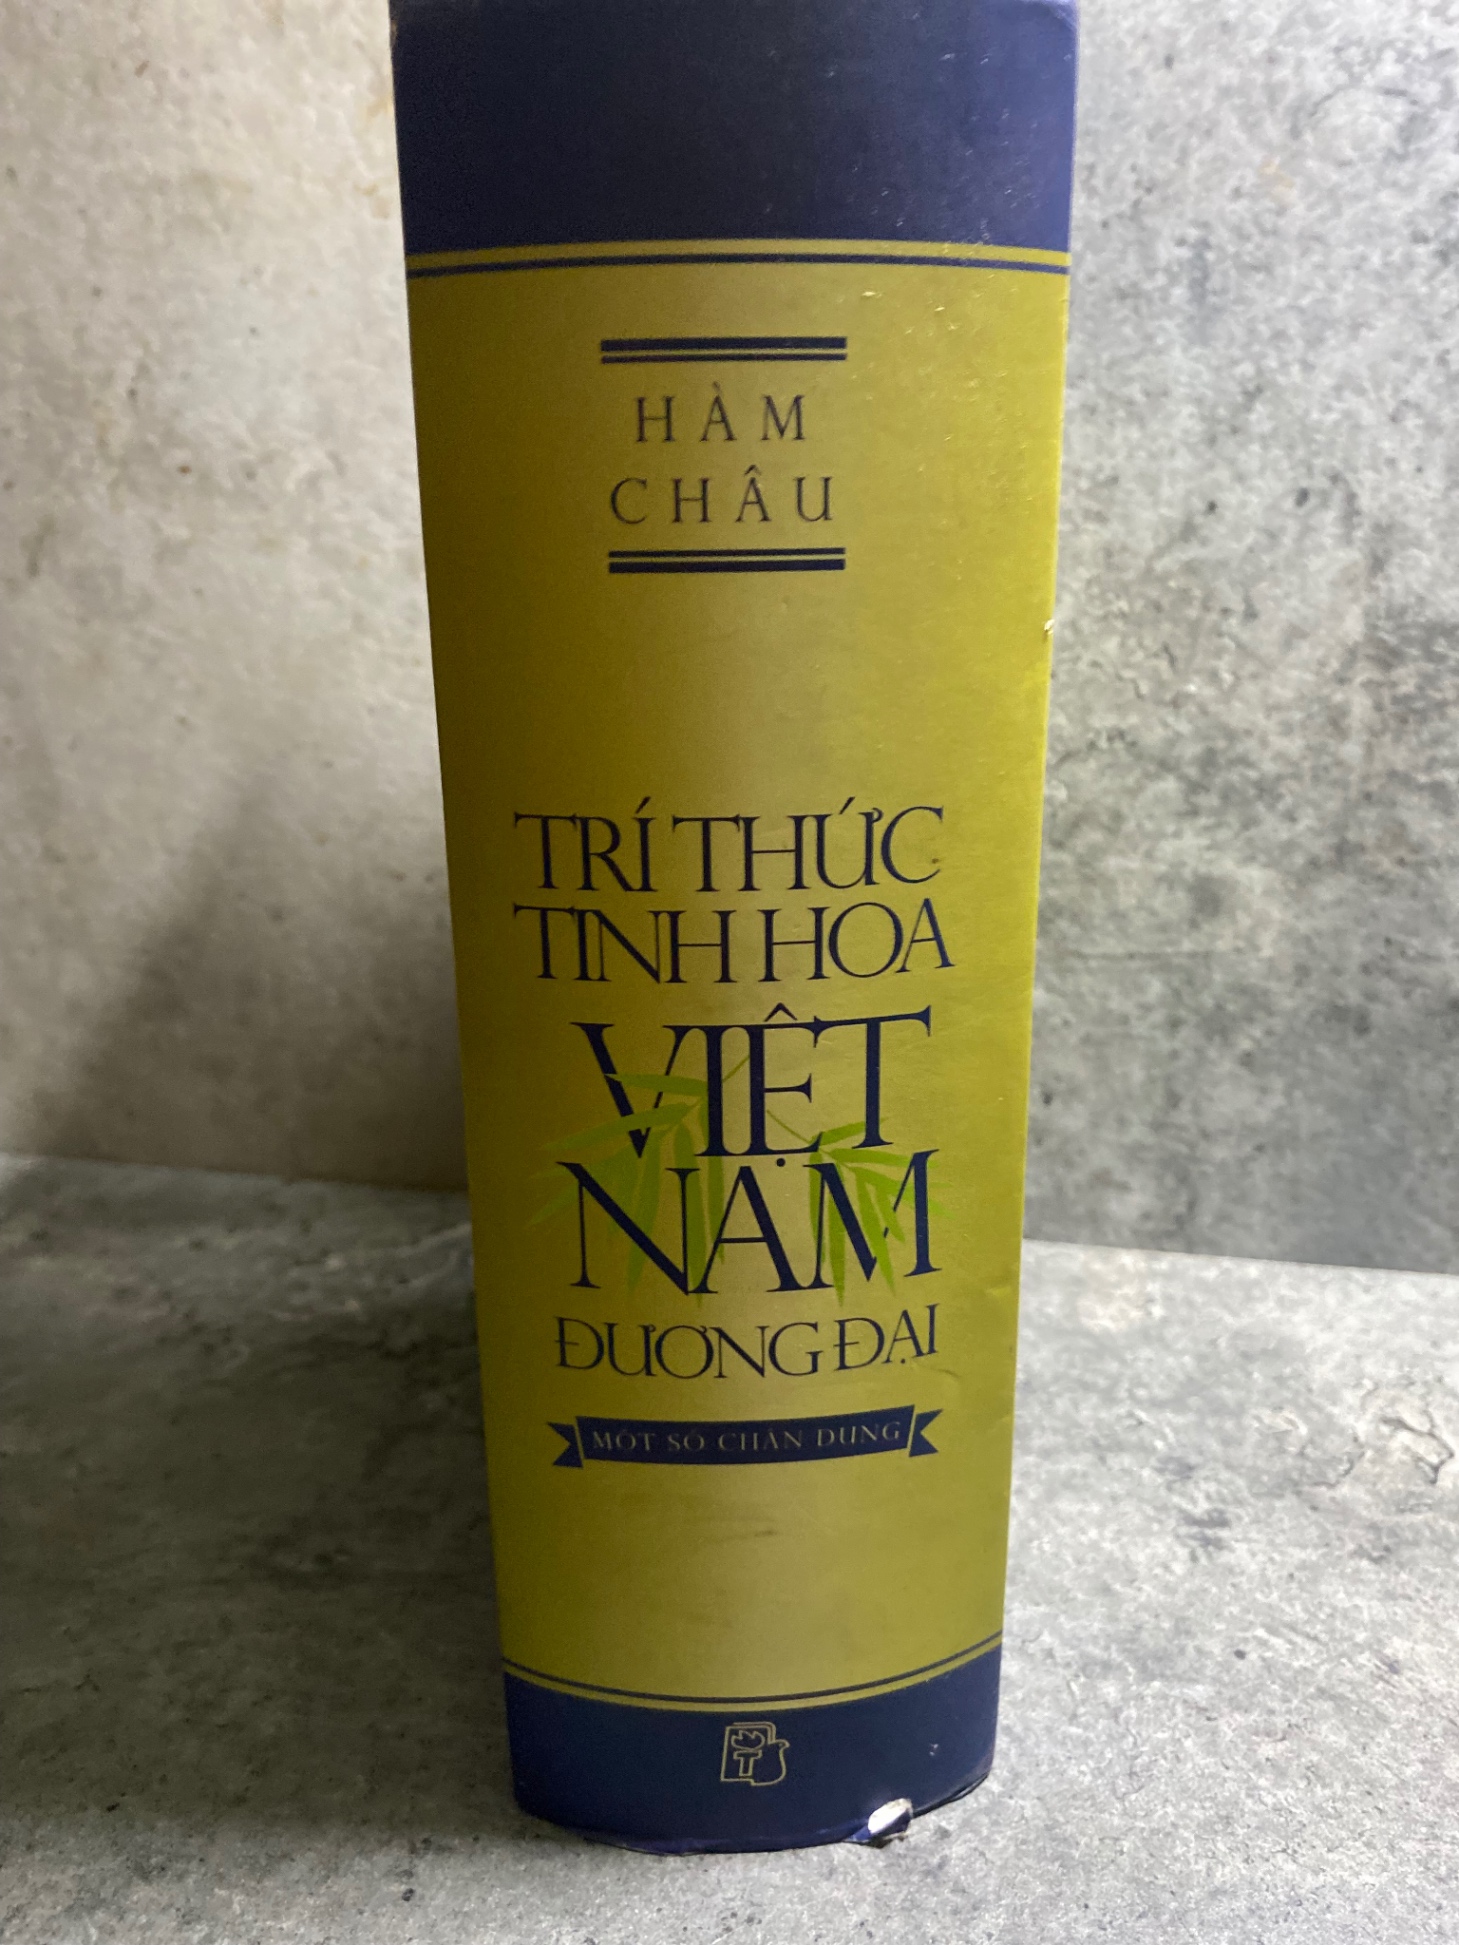 HÀM
CHÂU
TRÍ THỨC
TINH HOA
VIỆT
NAM
ĐƯƠNG ĐẠI
MỘT SỐ CHÂN DUNG
T